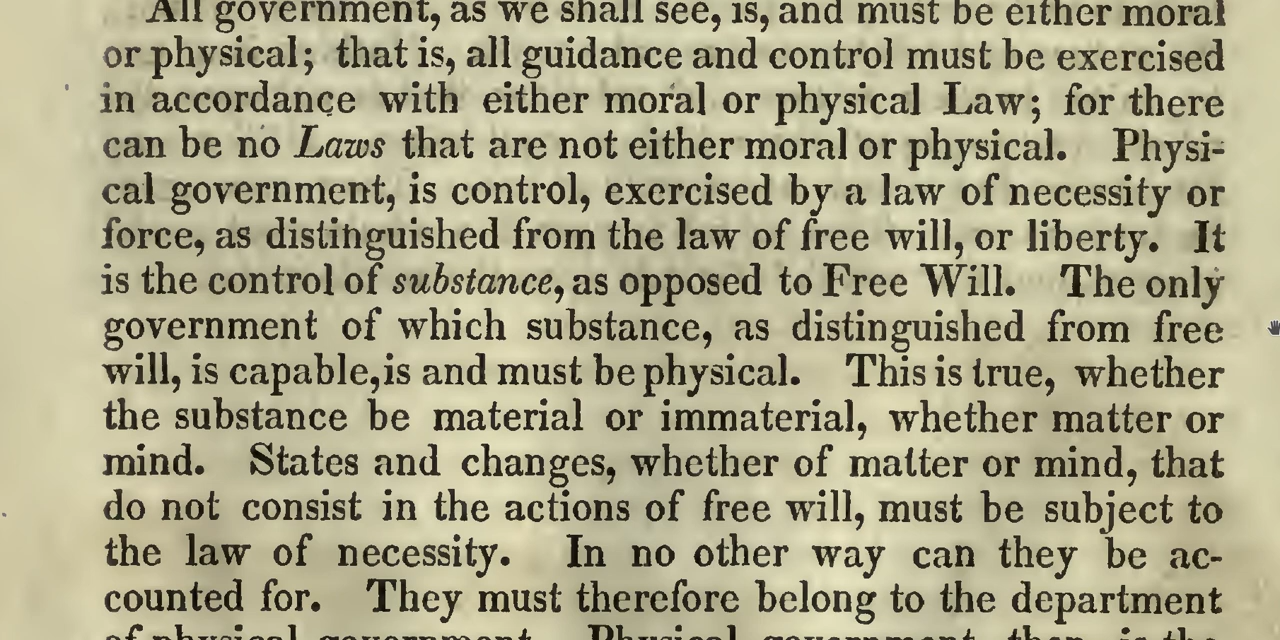 All government, as we shall see, is, and must be either moral
or physical; that is, all guidance and control must be exercised
in accordance with either moral or physical Law; for there
can be no Laws that are not either moral or physical. Physi-
cal government, is control, exercised by a law of necessity or
force, as distinguished from the law of free will, or liberty. It
is the control of substance, as opposed to Free Will. The only
government of which substance, as distinguished from free
will, is capable, is and must be physical. This is true, whether
the substance be material or immaterial, whether matter or
mind. States and changes, whether of matter or mind, that
do not consist in the actions of free will, must be subject to
the law of necessity. In no other way can they be ac-
counted for. They must therefore belong to the department
of physical government. Physical government, then, is the